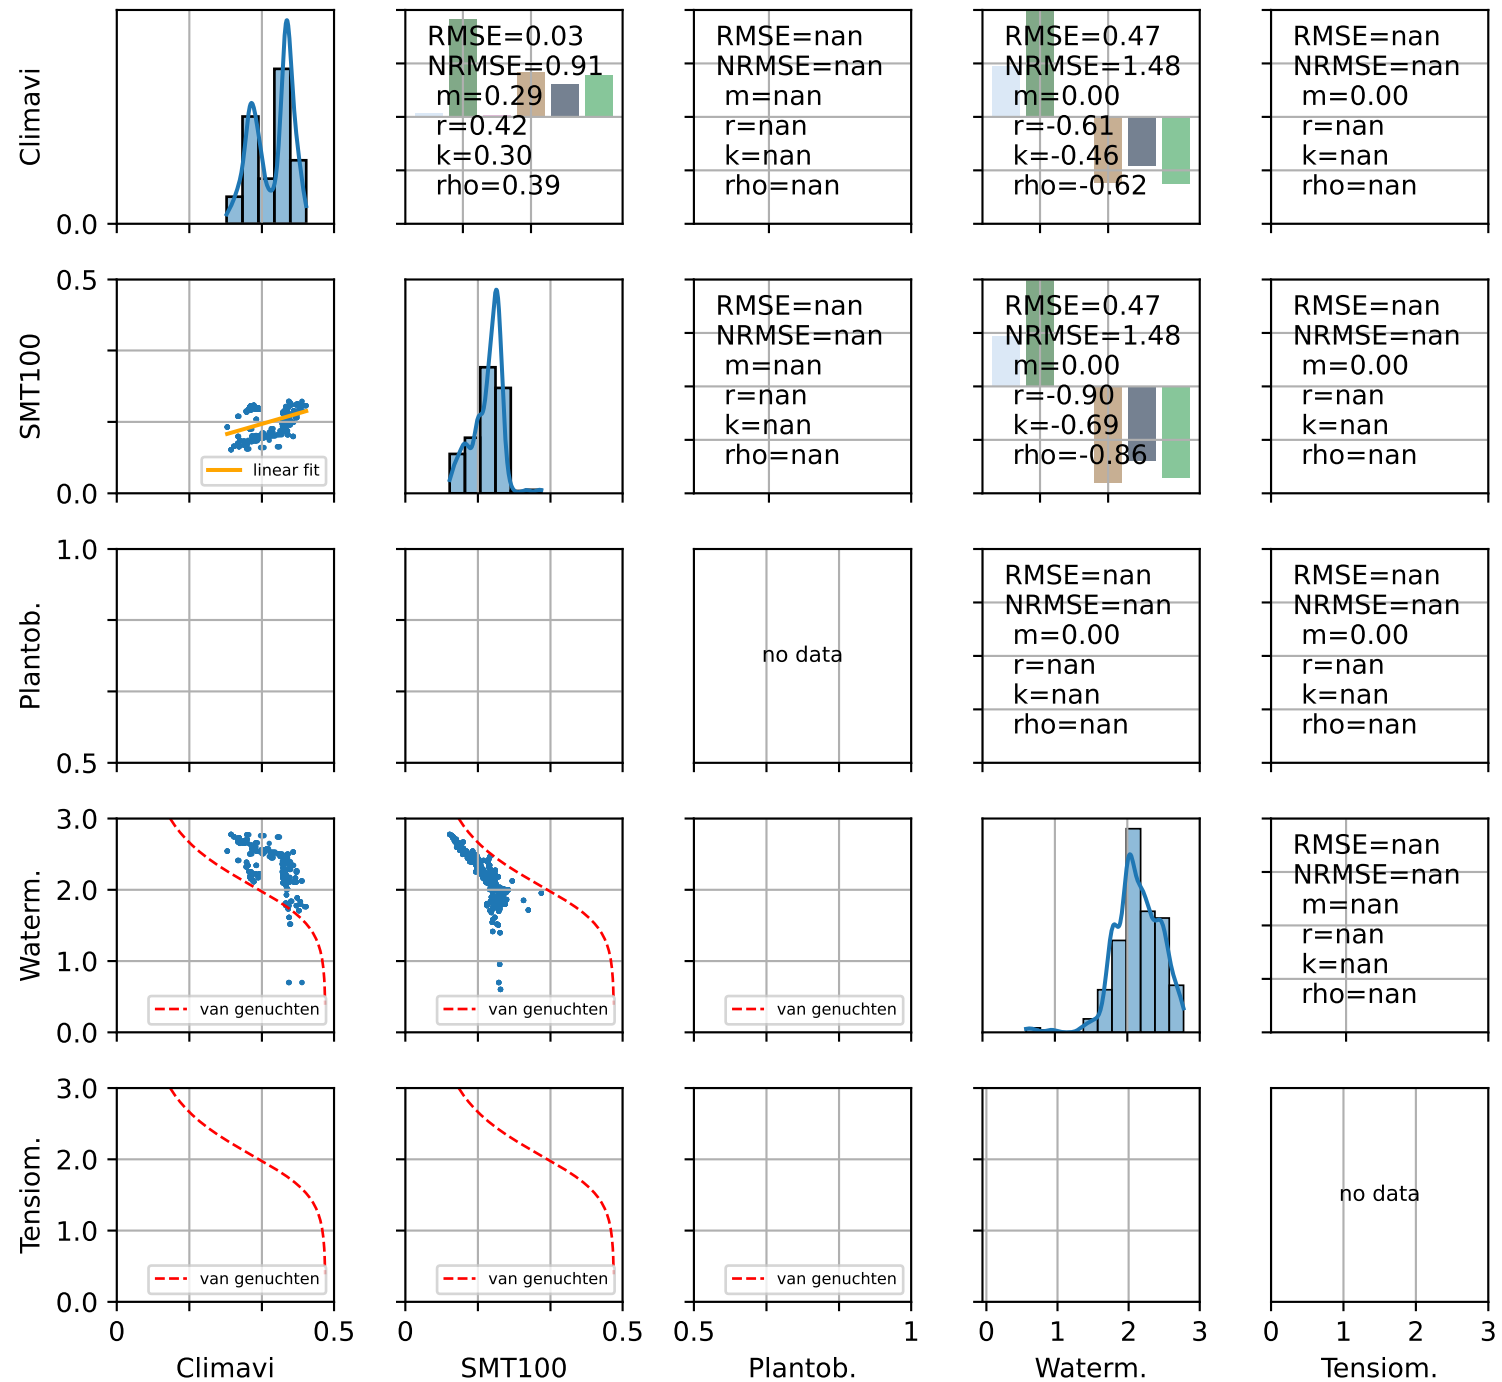 Climavi
0.0
RMSE=0.03
NRMSE=0.91
m=0.29
r=0.42
k=0.30
rho=0.39
RMSE=nan
NRMSE=nan
m=nan
r=nan
k=nan
rho=nan
RMSE=0.47
NRMSE=1.48
m=0.00
r=-0.61
k=-0.46
rho=-0.62
RMSE=nan
NRMSE=nan
m=0.00
r=nan
k=nan
rho=nan
SMT100
0.5
0.0
linear fit
RMSE=nan
NRMSE=nan
m=nan
r=nan
k=nan
rho=nan
RMSE=0.47
NRMSE=1.48
m=0.00
r=-0.90
k=-0.69
rho=-0.86
RMSE=nan
NRMSE=nan
m=0.00
r=nan
k=nan
rho=nan
Plantob.
1.0
0.5
no data
RMSE=nan
NRMSE=nan
m=0.00
r=nan
k=nan
rho=nan
RMSE=nan
NRMSE=nan
m=0.00
r=nan
k=nan
rho=nan
Waterm.
3.0
2.0
1.0
0.0
van genuchten
van genuchten
van genuchten
RMSE=nan
NRMSE=nan
m=nan
r=nan
k=nan
rho=nan
Tensiom.
3.0
2.0
1.0
0.0
van genuchten
van genuchten
van genuchten
no data
0 0.5
0 0.5
0.5 1
0 1 2 3
0 1 2 3
Climavi
SMT100
Plantob.
Waterm.
Tensiom.